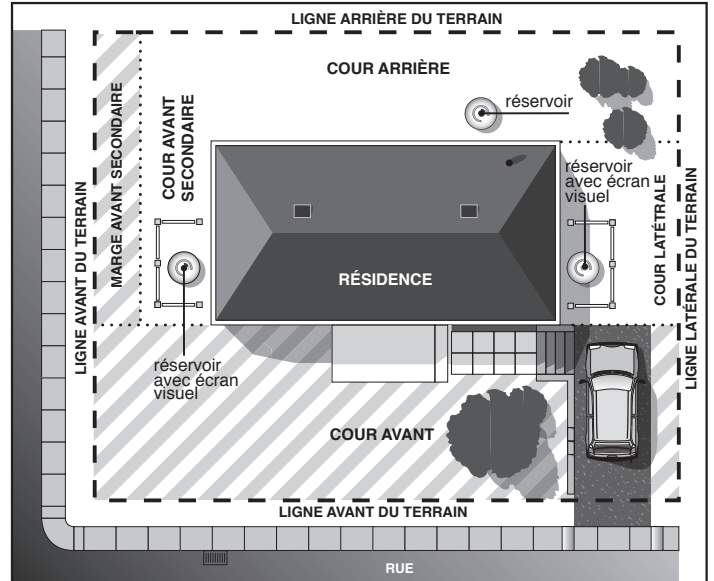 LIGNE ARRIÈRE DU TERRAIN
COUR ARRIÈRE
réservoir
MARGE AVANT SECONDAIRE
COUR AVANT
SECONDAIRE
réservoir
avec écran
visuel
LIGNE AVANT DU TERRAIN
COUR LATÉTRALE
LIGNE LATÉRALE DU TERRAIN
RÉSIDENCE
réservoir
avec écran
visuel
COUR AVANT
LIGNE AVANT DU TERRAIN
RUE